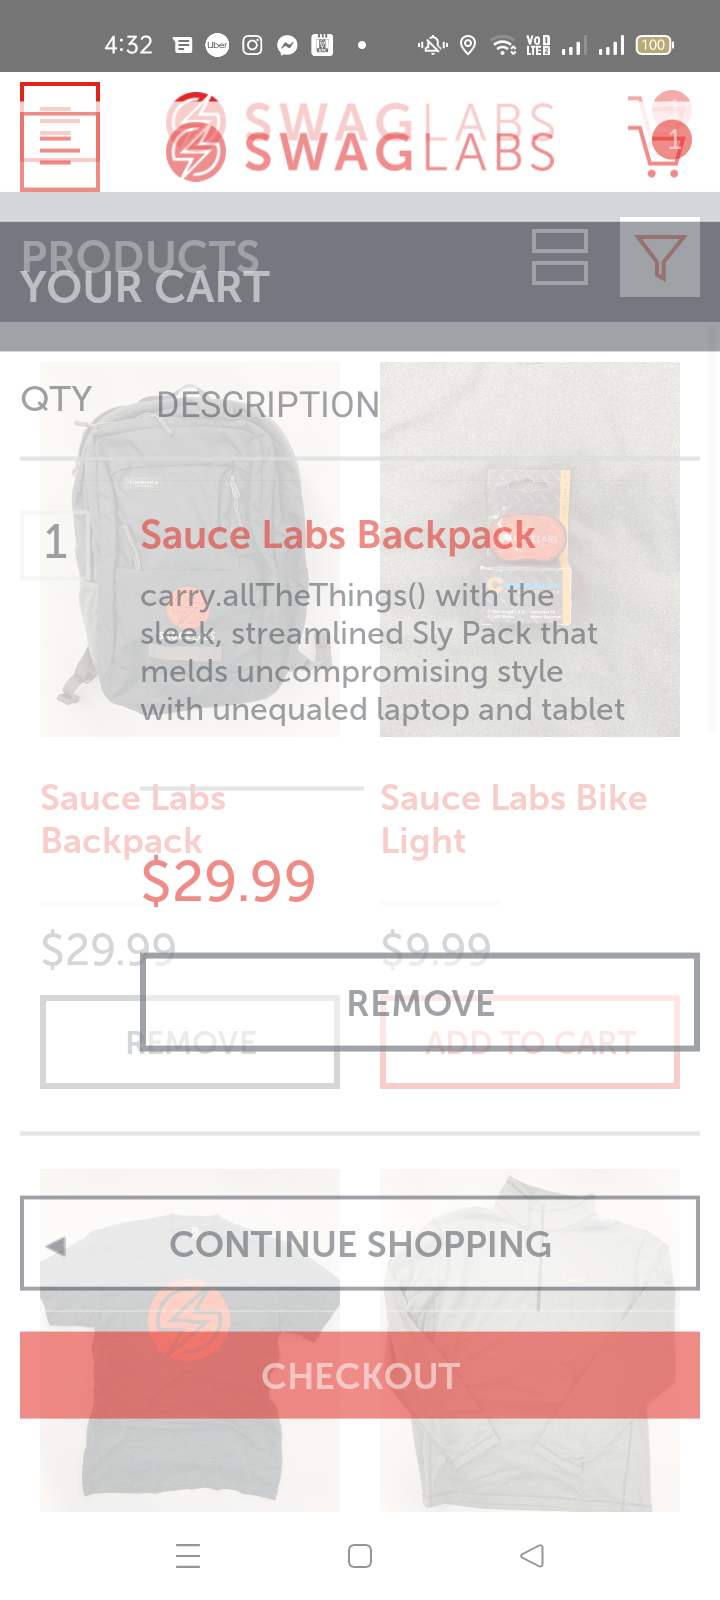 4:32
Uber
VoD
LTE2
100
SWAGLABS
SWAGLABS
1
1
PRODUCTS
YOUR CART
QTY
DESCRIPTION
1
Sauce Labs Backpack
carry.allTheThings() with the
sleek, streamlined Sly Pack that
melds uncompromising style
with unequaled laptop and tablet
Sauce Labs
Backpack
Sauce Labs Bike
Light
$29.99
$29.99
$9.99
REMOVE
REMOVE
ADD TO CART
CONTINUE SHOPPING
CHECKOUT